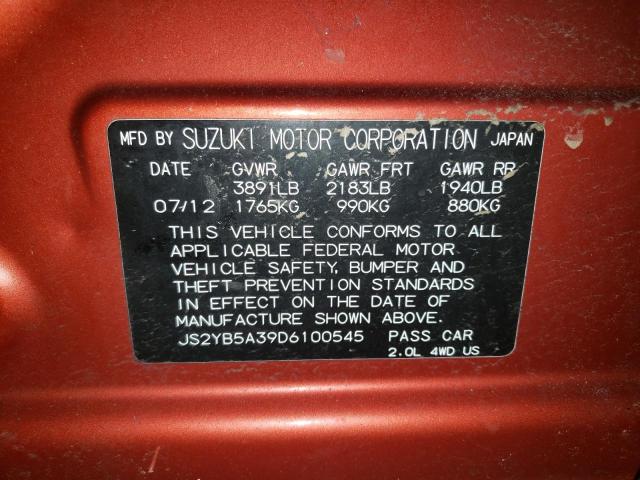 MFD BY SUZUKI MOTOR CORPORATION JAPAN
DATE GVWR GAWR FRT GAWR RR
3891LB 2183LB 1940LB
07/12 1765KG 990KG 880KG
THIS VEHICLE CONFORMS TO ALL
APPLICABLE FEDERAL MOTOR
VEHICLE SAFETY, BUMPER AND
THEFT PREVENTION STANDARDS
IN EFFECT ON THE DATE OF
MANUFACTURE SHOWN ABOVE.
JS2YB5A39D6100545 PASS CAR
2.0L 4WD US